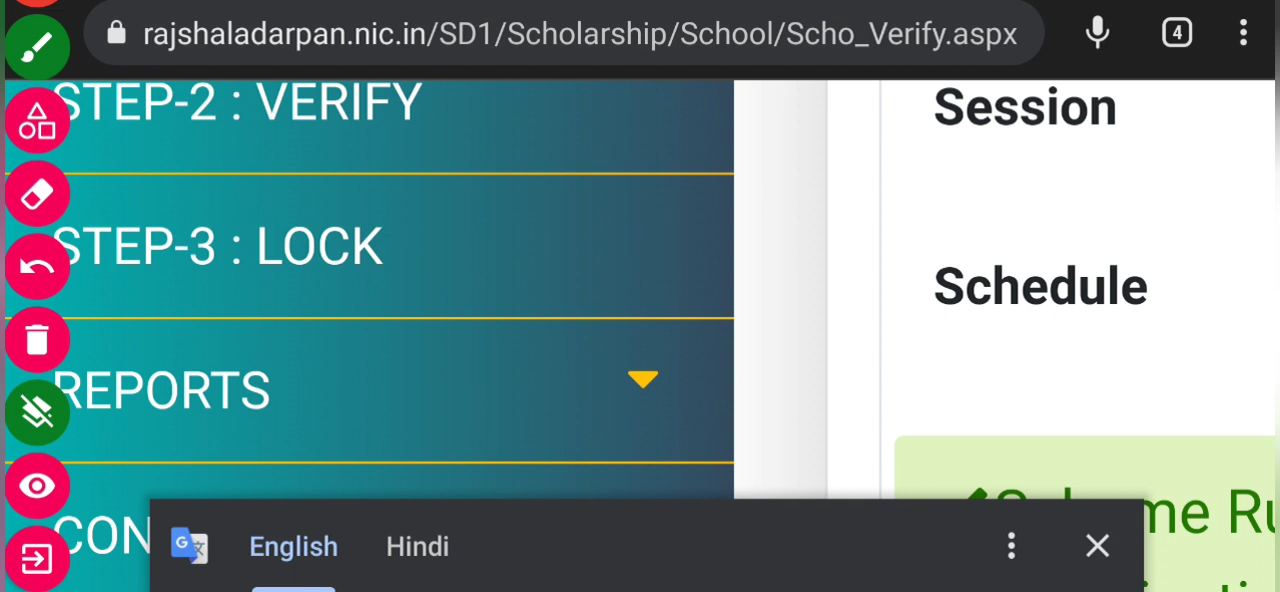 rajshaladarpan.nic.in/SD1/Scholarship/School/Scho_Verify.aspx
4
STEP-2 : VERIFY
STEP-3 : LOCK
REPORTS
CON
Session
Schedule
English
Hindi